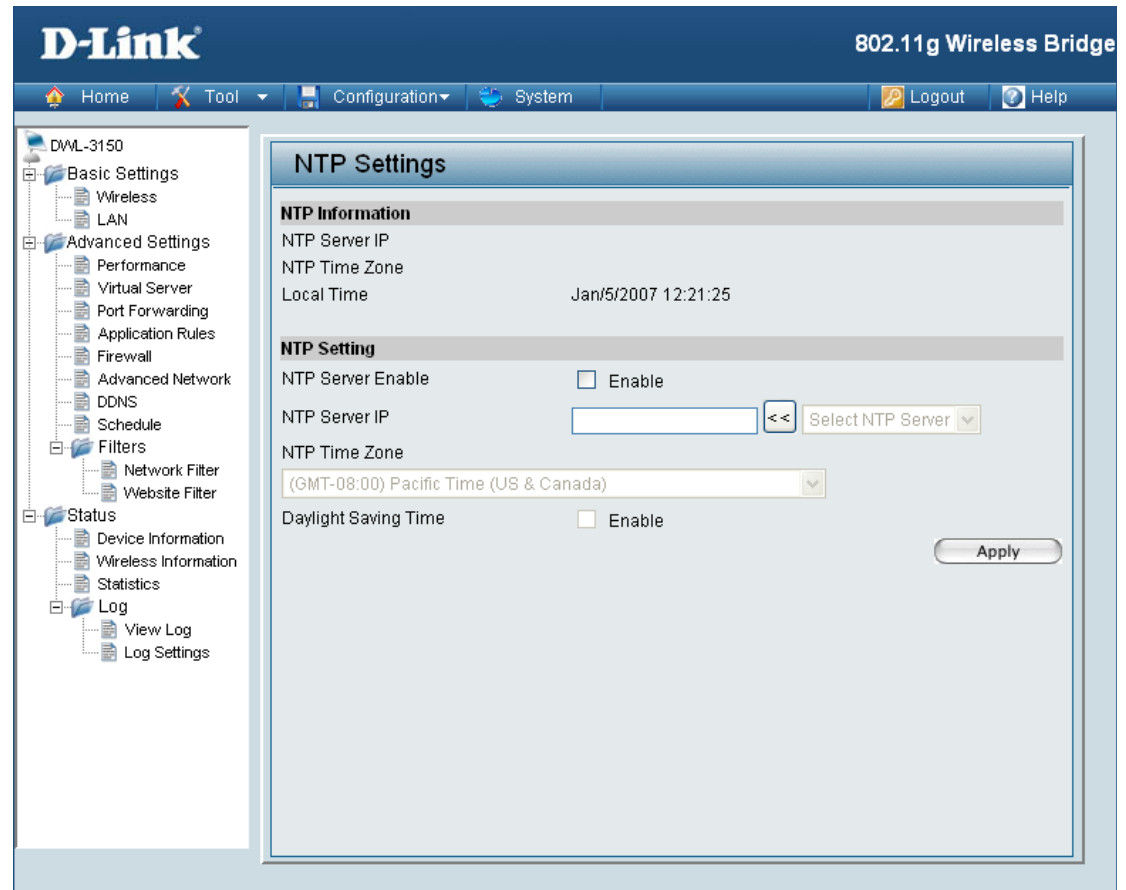 D-Link
802.11g Wireless Bridge
Home Tool Configuration System Logout Help
DWL-3150
Basic Settings
Wireless
LAN
Advanced Settings
Performance
Virtual Server
Port Forwarding
Application Rules
Firewall
Advanced Network
DDNS
Schedule
Filters
Network Filter
Website Filter
Status
Device Information
Wireless Information
Statistics
Log
View Log
Log Settings
NTP Settings
NTP Information
NTP Server IP
NTP Time Zone
Local Time Jan/5/2007 12:21:25
NTP Setting
NTP Server Enable Enable
NTP Server IP << Select NTP Server
NTP Time Zone
(GMT-08:00) Pacific Time (US & Canada)
Daylight Saving Time Enable
Apply